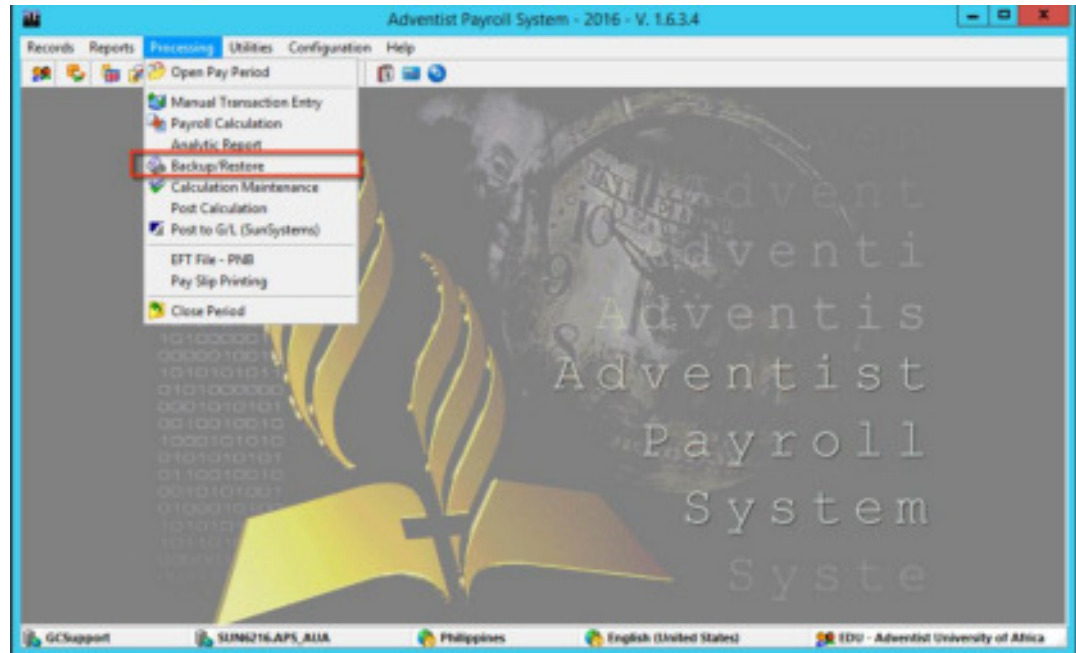 Adventist Payroll System - 2016 - V. 1.6.3.4
Records Reports Processing Utilities Configuration Help
Open Pay Period
Manual Transaction Entry
Payroll Calculation
Analytic Report
Backup/Restore
Calculation Maintenance
Post Calculation
Post to G/L (SunSystems)
EFT File - PNB
Pay Slip Printing
Close Period
Advent
Adventi
Adventis
Adventist
Payroll
System
Syste
10
9
8
GCSupport SUN6216.APS_AUA Philippines English (United States) EDU - Adventist University of Africa